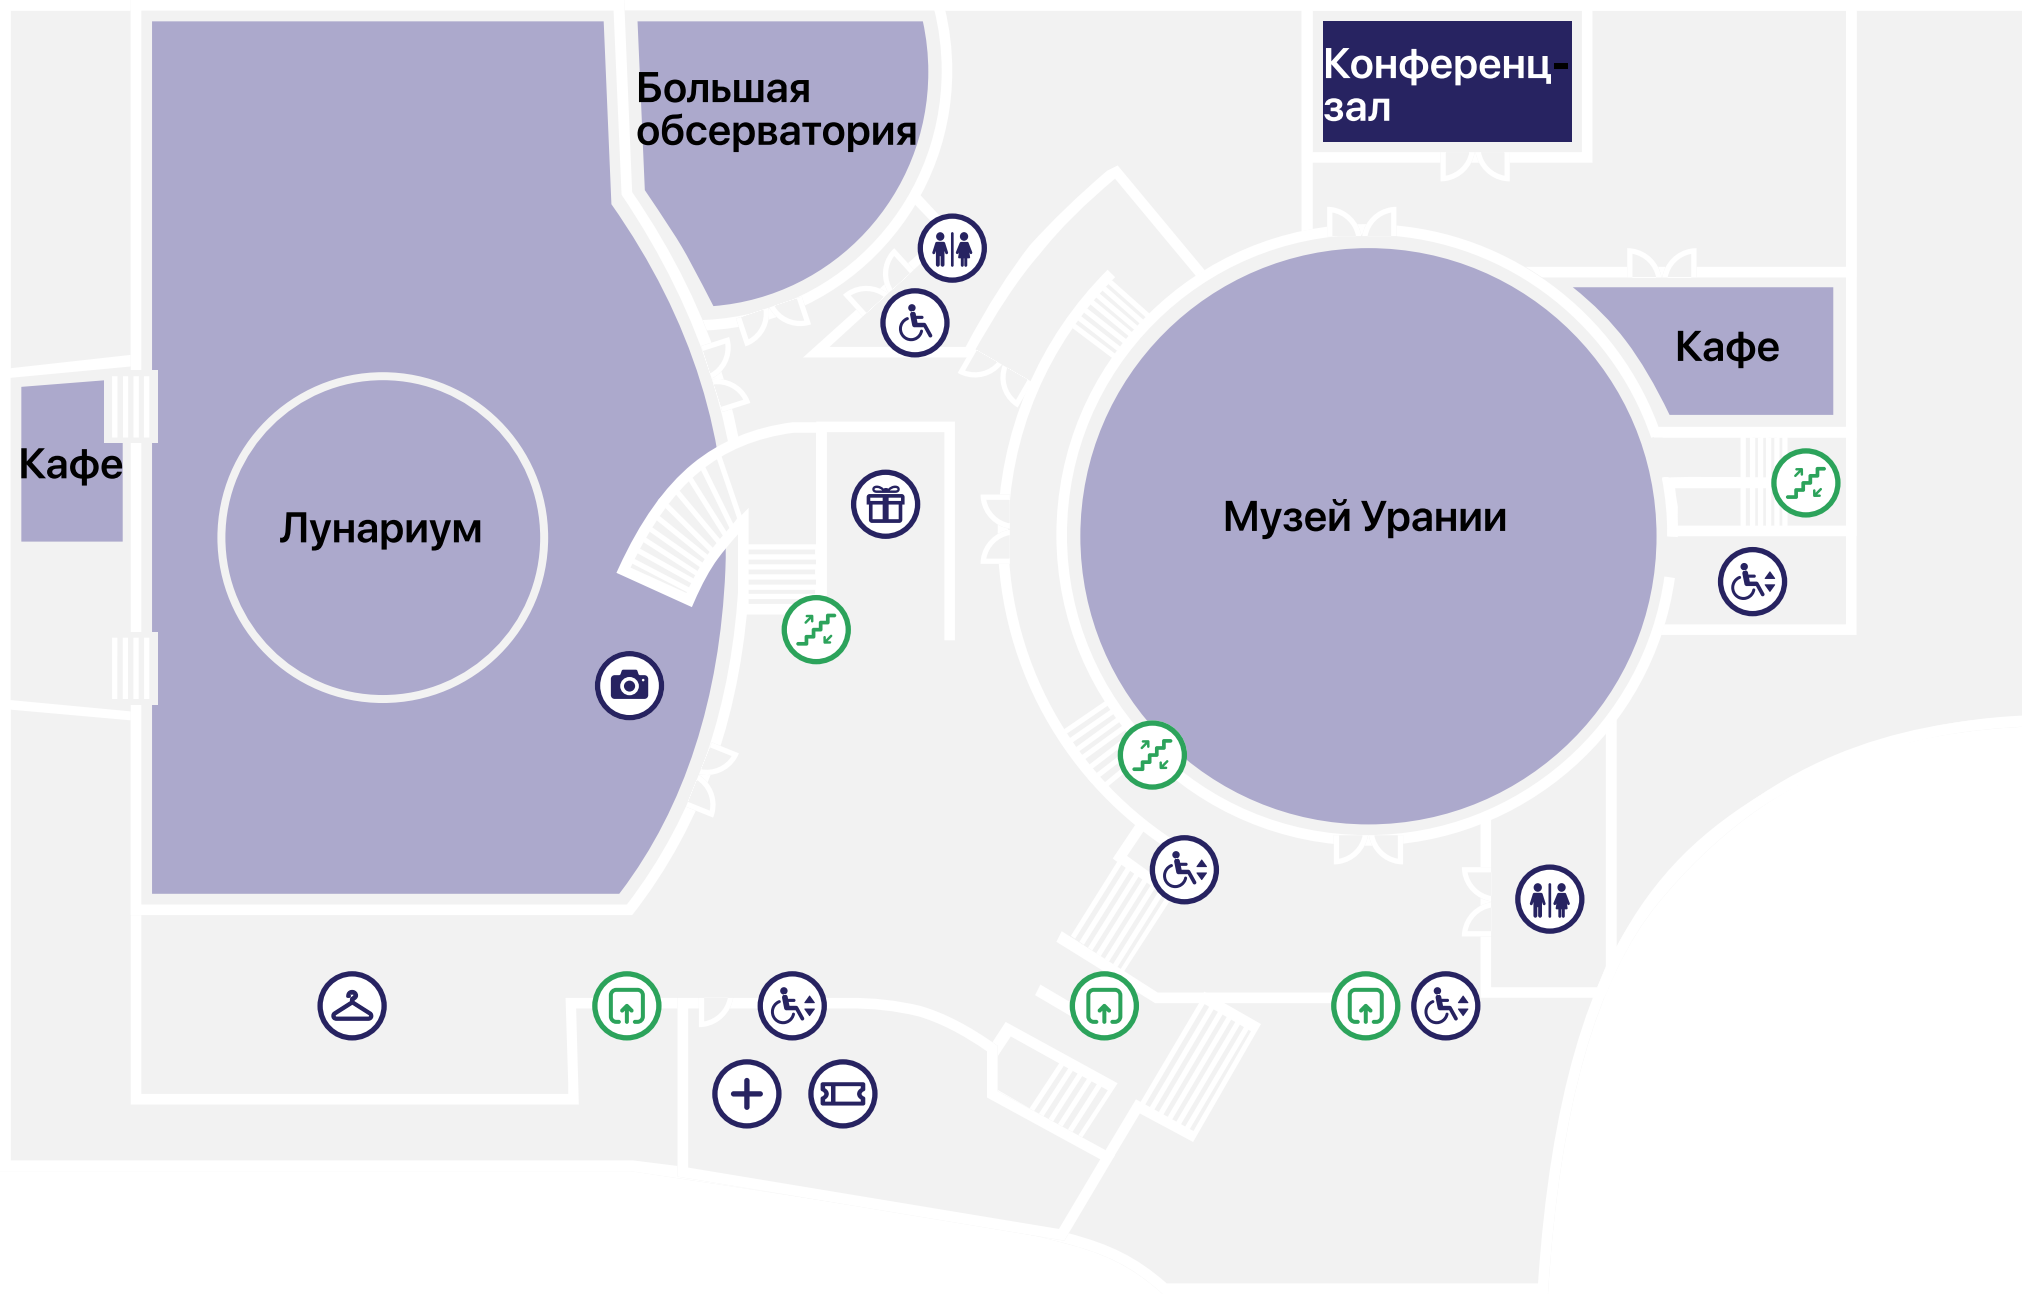 Большая
обсерватория
Конференц-
зал
Кафе
Кафе
Лунариум
Музей Урании